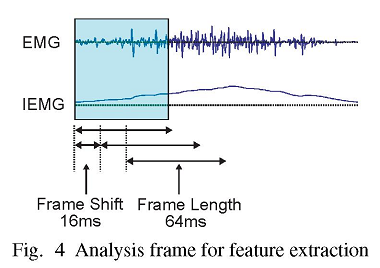 EMG
IEMG
Frame Shift Frame Length
16ms 64ms
Fig. 4 Analysis frame for feature extraction